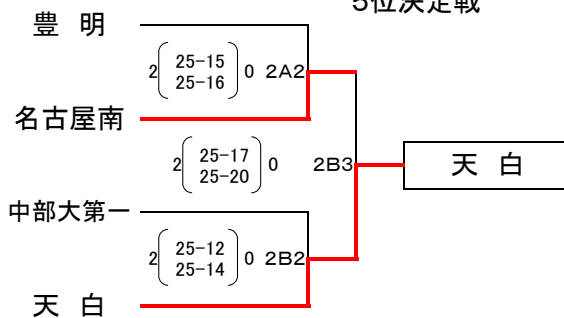 5位決定戦
豊 明
2 25-15 0 2A2
25-16
名古屋南
2 25-17 0 2B3
25-20
天 白
中部大第一
2 25-12 0 2B2
25-14
天 白